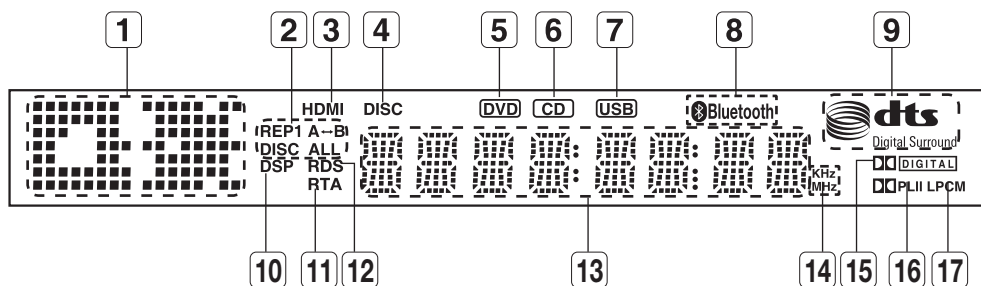 1 2 3 4 5 6 7 8 9
HDMI DISC DVD CD USB Bluetooth dts
REP1 A↔B Digital Surround
DISC ALL
DSP RDS KHz DIGITAL
RTA MHz PLII LPCM
10 11 12 13 14 15 16 17